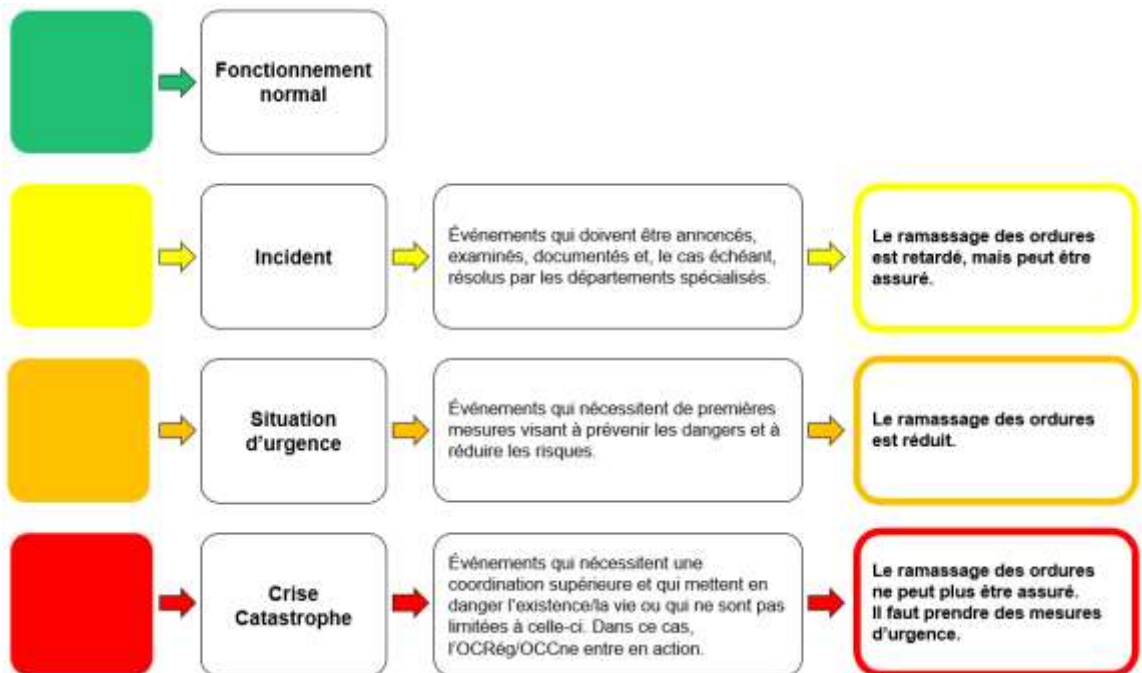 Fonctionnement
normal
Incident
Événements qui doivent être annoncés,
examinés, documentés et, le cas échéant,
résolus par les départements spécialisés.
Le ramassage des ordures
est retardé, mais peut être
assuré.
Situation
d'urgence
Événements qui nécessitent de premières
mesures visant à prévenir les dangers et à
réduire les risques.
Le ramassage des ordures
est réduit.
Crise
Catastrophe
Événements qui nécessitent une
coordination supérieure et qui mettent en
danger l'existence/la vie ou qui ne sont pas
limitées à celle-ci. Dans ce cas,
l'OCRég/OCCne entre en action.
Le ramassage des ordures
ne peut plus être assuré.
Il faut prendre des mesures
d'urgence.